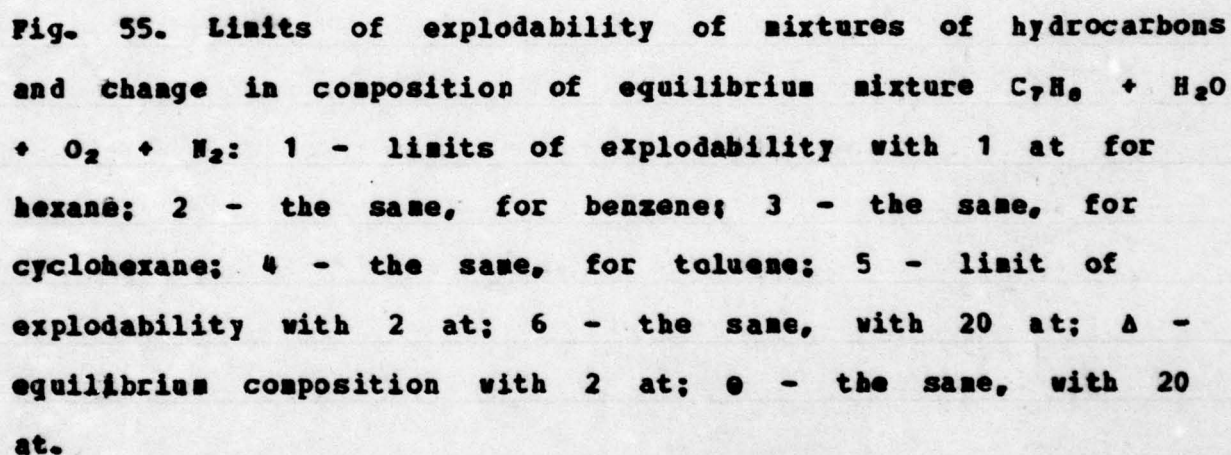 Fig. 55. Limits of explodability of mixtures of hydrocarbons
and change in composition of equilibrium mixture C₇H₈ + H₂O
+ O₂ + N₂: 1 - limits of explodability with 1 at for
hexane; 2 - the same, for benzene; 3 - the same, for
cyclohexane; 4 - the same, for toluene; 5 - limit of
explodability with 2 at; 6 - the same, with 20 at; Δ -
equilibrium composition with 2 at; ⊖ - the same, with 20
at.